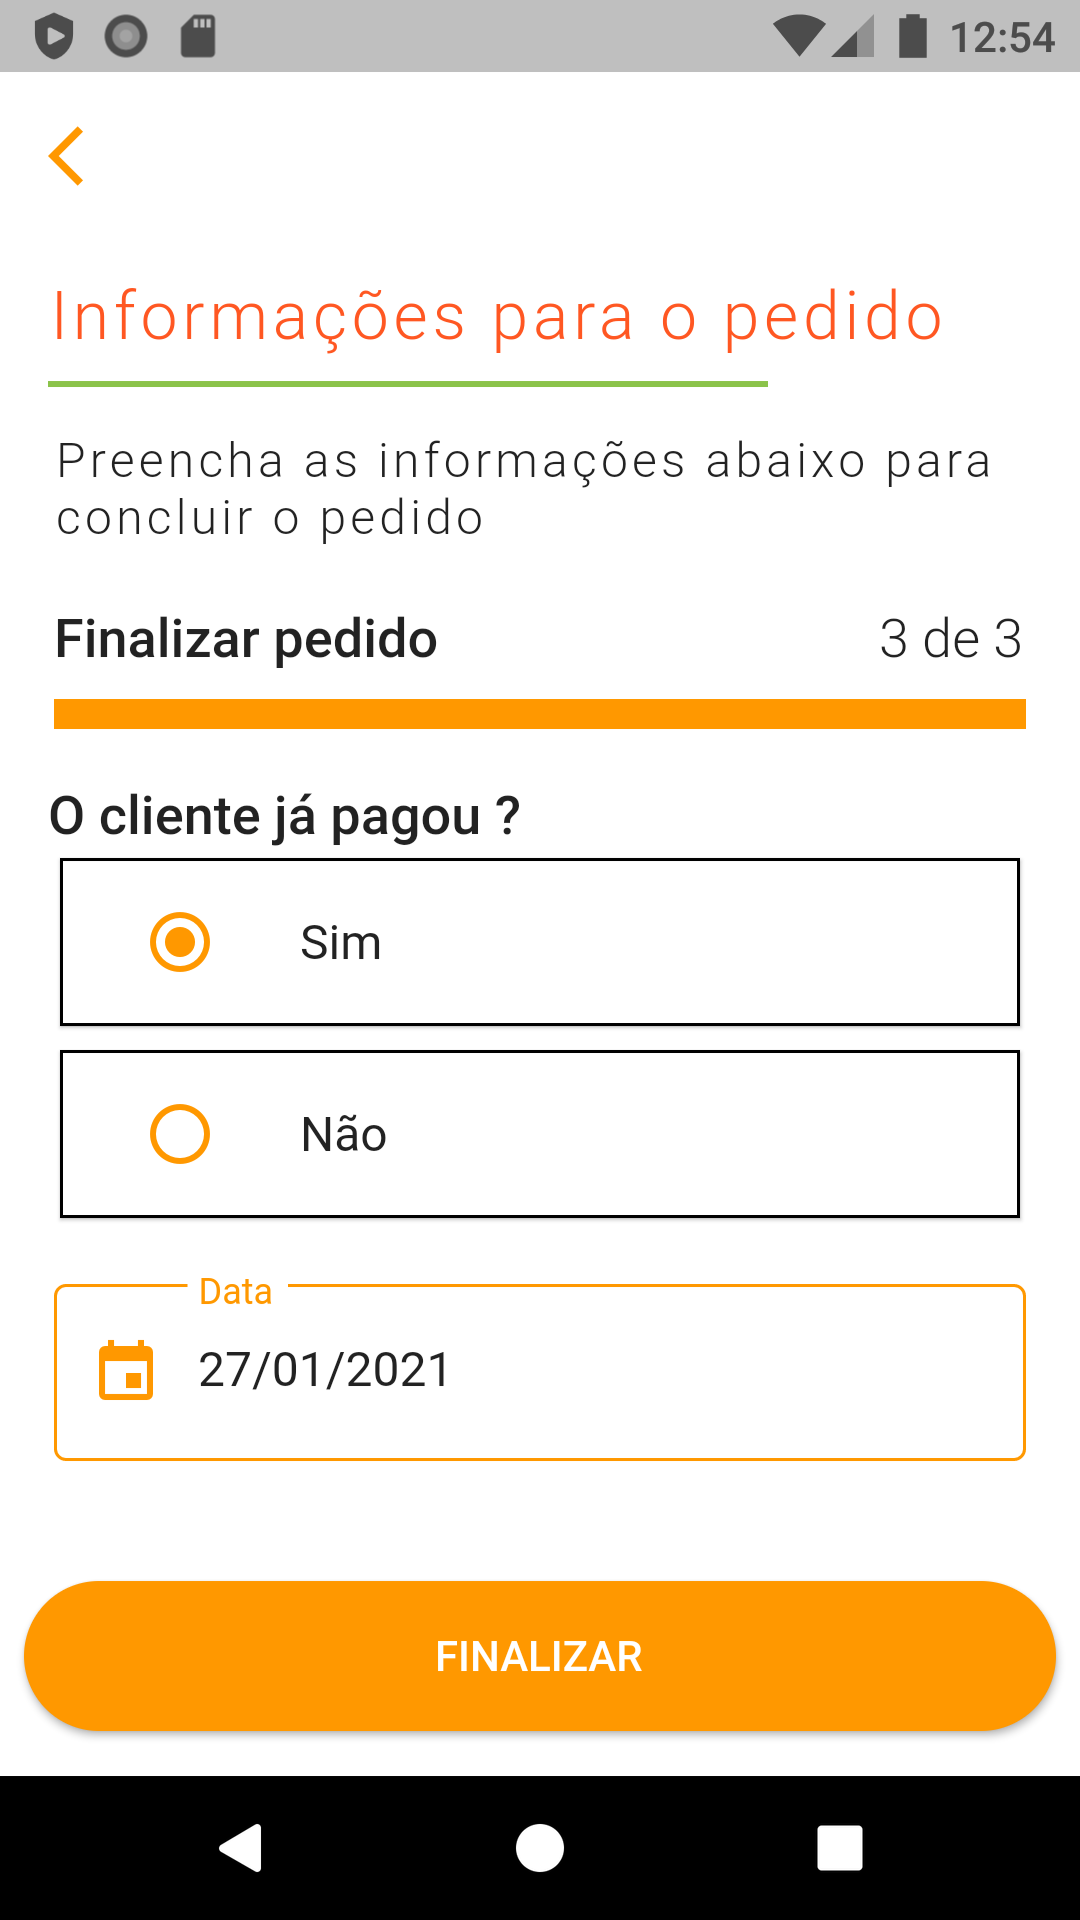 12:54
Informações para o pedido
Preencha as informações abaixo para
concluir o pedido
Finalizar pedido 3 de 3
O cliente já pagou ?
Sim
Não
Data
27/01/2021
FINALIZAR